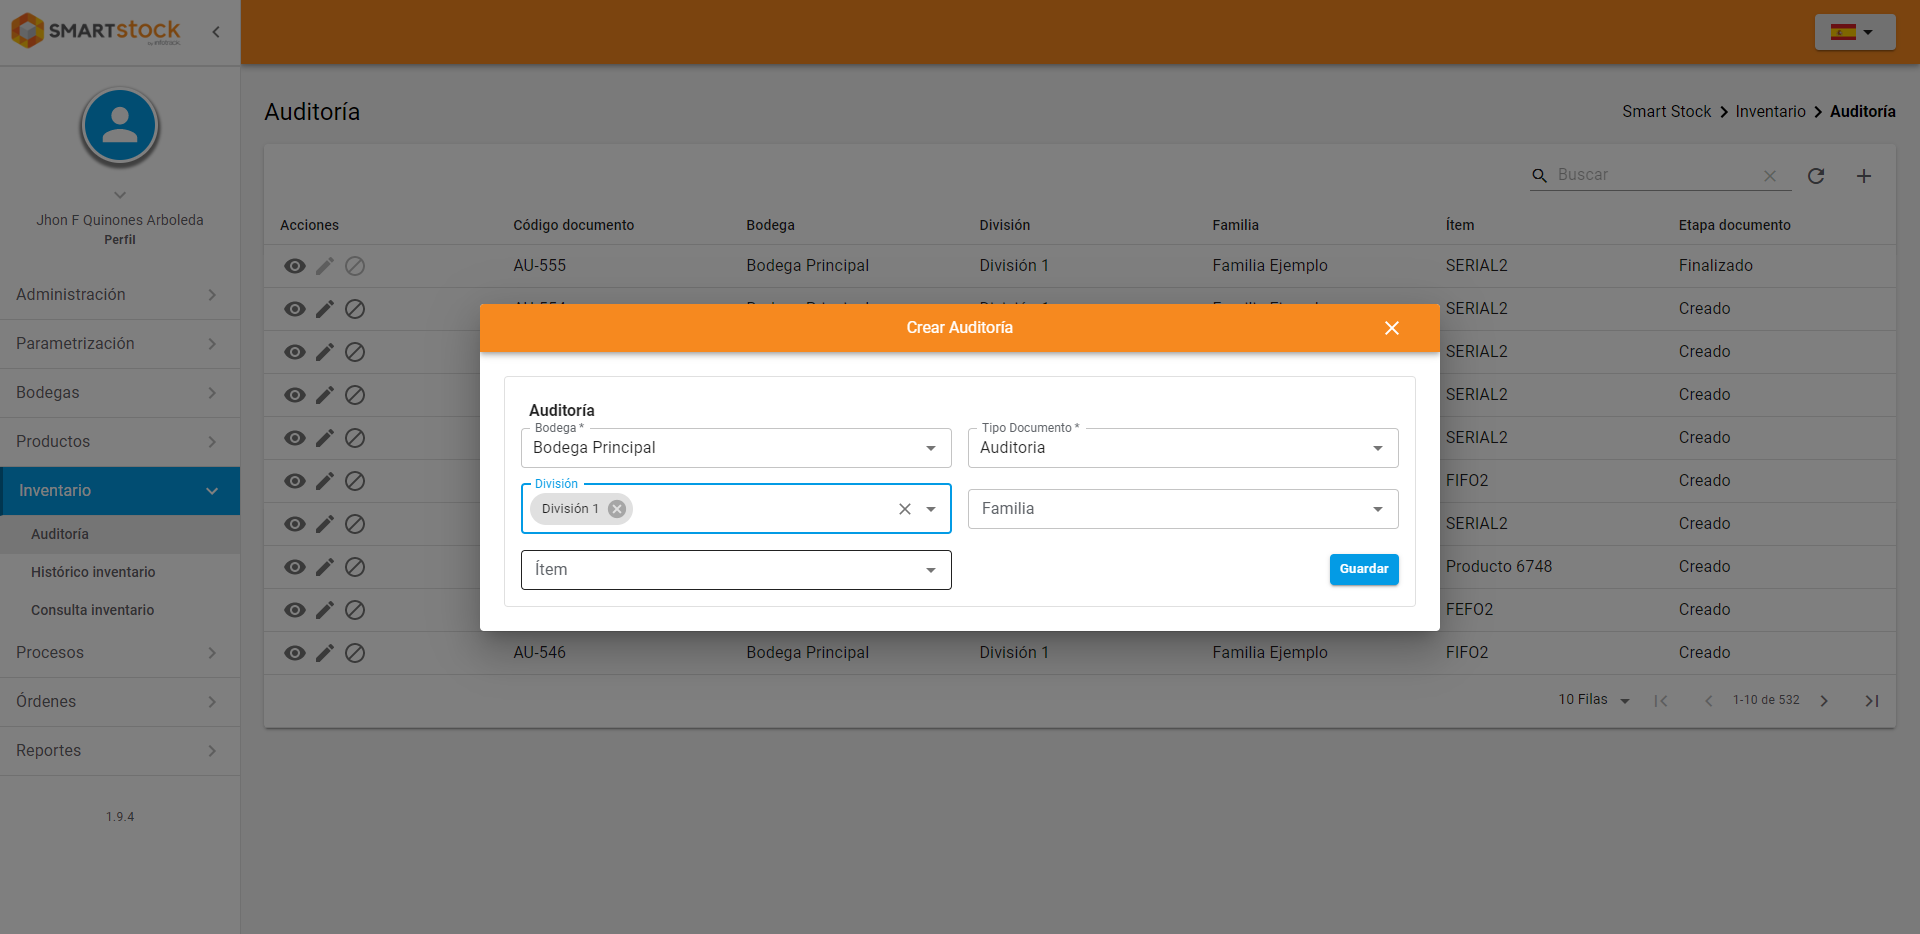 SMARTstock
by infotrack
Jhon F Quinones Arboleda
Perfil
Administración
Parametrización
Bodegas
Productos
Inventario
Auditoría
Histórico inventario
Consulta inventario
Procesos
Órdenes
Reportes
1.9.4
Auditoría
Smart Stock > Inventario > Auditoría
Buscar
Acciones Código documento Bodega División Familia Ítem Etapa documento
AU-555 Bodega Principal División 1 Familia Ejemplo SERIAL2 Finalizado
SERIAL2 Creado
SERIAL2 Creado
SERIAL2 Creado
SERIAL2 Creado
FIFO2 Creado
SERIAL2 Creado
Producto 6748 Creado
FEFO2 Creado
AU-546 Bodega Principal División 1 Familia Ejemplo FIFO2 Creado
10 Filas 1-10 de 532
Crear Auditoría
Auditoría
Bodega * Tipo Documento *
Bodega Principal Auditoria
División
División 1 Familia
Ítem Guardar